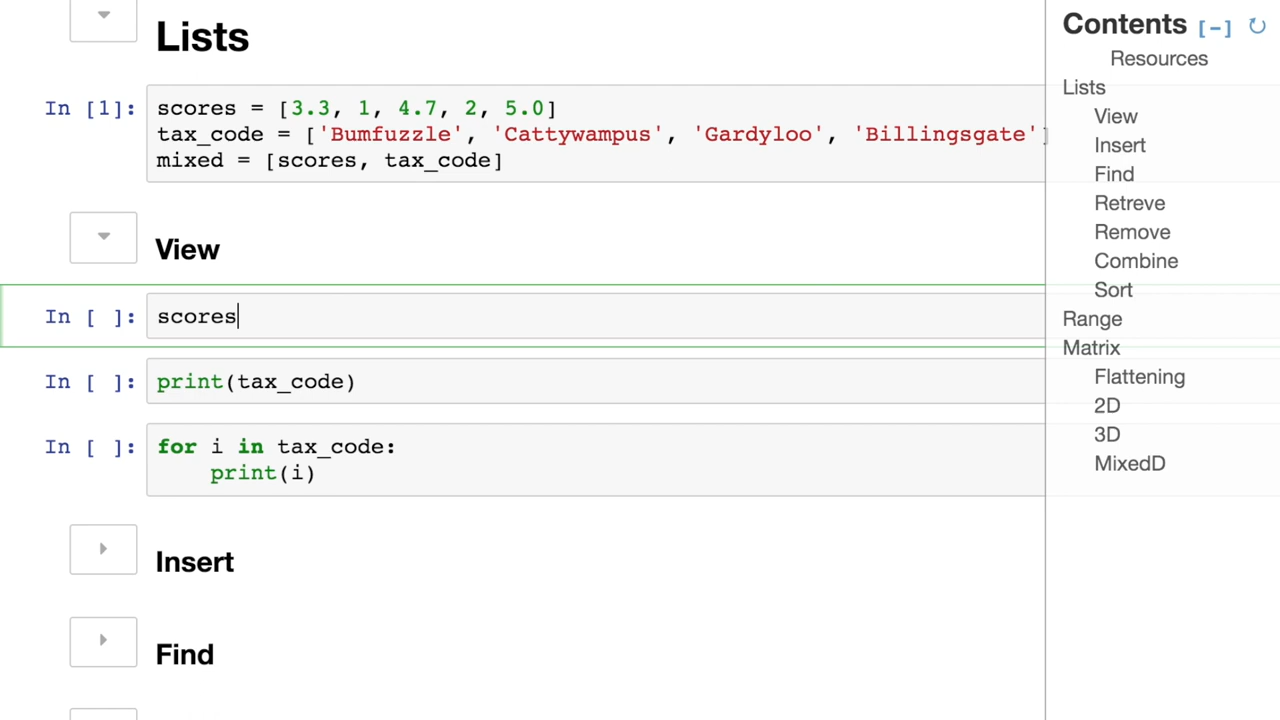 Lists
In [1]:
scores = [3.3, 1, 4.7, 2, 5.0]
tax_code = ['Bumfuzzle', 'Cattywampus', 'Gardyloo', 'Billingsgate']
mixed = [scores, tax_code]
View
In [ ]:
scores
In [ ]:
print(tax_code)
In [ ]:
for i in tax_code:
    print(i)
Insert
Find
Contents [-] ↻
Resources
Lists
View
Insert
Find
Retreve
Remove
Combine
Sort
Range
Matrix
Flattening
2D
3D
MixedD